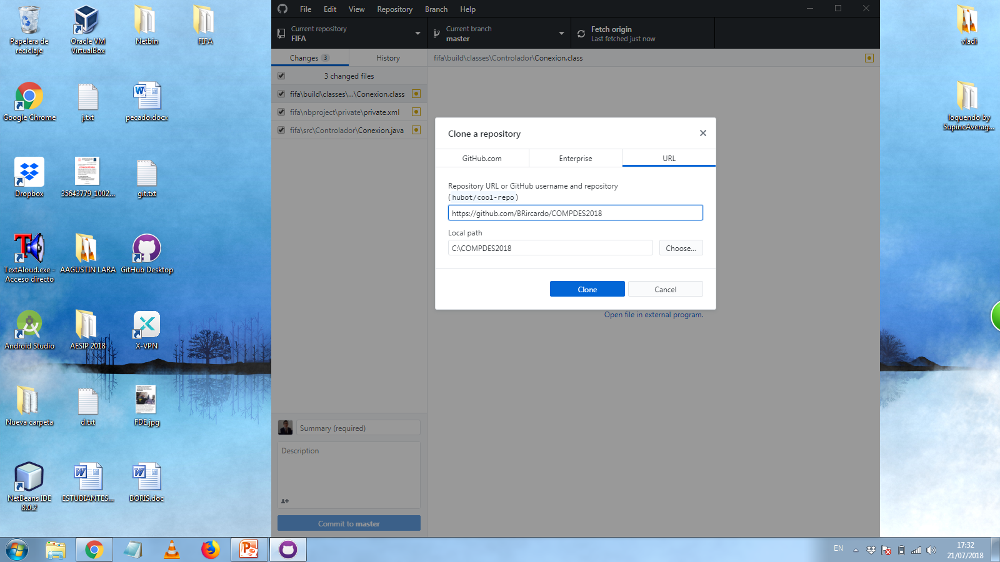 Papelera de
reciclaje
Oracle VM
VirtualBox
Netbin
FIFA
Google Chrome
j.txt
pecado.docx
Dropbox
35643779_1002...
git.txt
TextAloud.exe -
Acceso directo
AAGUSTIN LARA
GitHub Desktop
Android Studio
AESIP 2018
X-VPN
Nueva carpeta
d.txt
FDE.jpg
NetBeans IDE
8.0.2
ESTUDIANTES...
BORIS.doc
File Edit View Repository Branch Help
Current repository
FIFA
Current branch
master
Fetch origin
Last fetched just now
Changes 3 History
fifa\build\classes\Controlador\Conexion.class
3 changed files
fifa\build\classes\...\Conexion.class
fifa\nbproject\private\private.xml
fifa\src\Controlador\Conexion.java
Clone a repository
GitHub.com Enterprise URL
Repository URL or GitHub username and repository
(hubot/cool-repo)
https://github.com/BRircardo/COMPDES2018
Local path
C:\COMPDES2018 Choose...
Clone Cancel
Open file in external program.
Summary (required)
Description
Commit to master
vladi
loquendo by
SupineAverag...
EN
17:32
21/07/2018